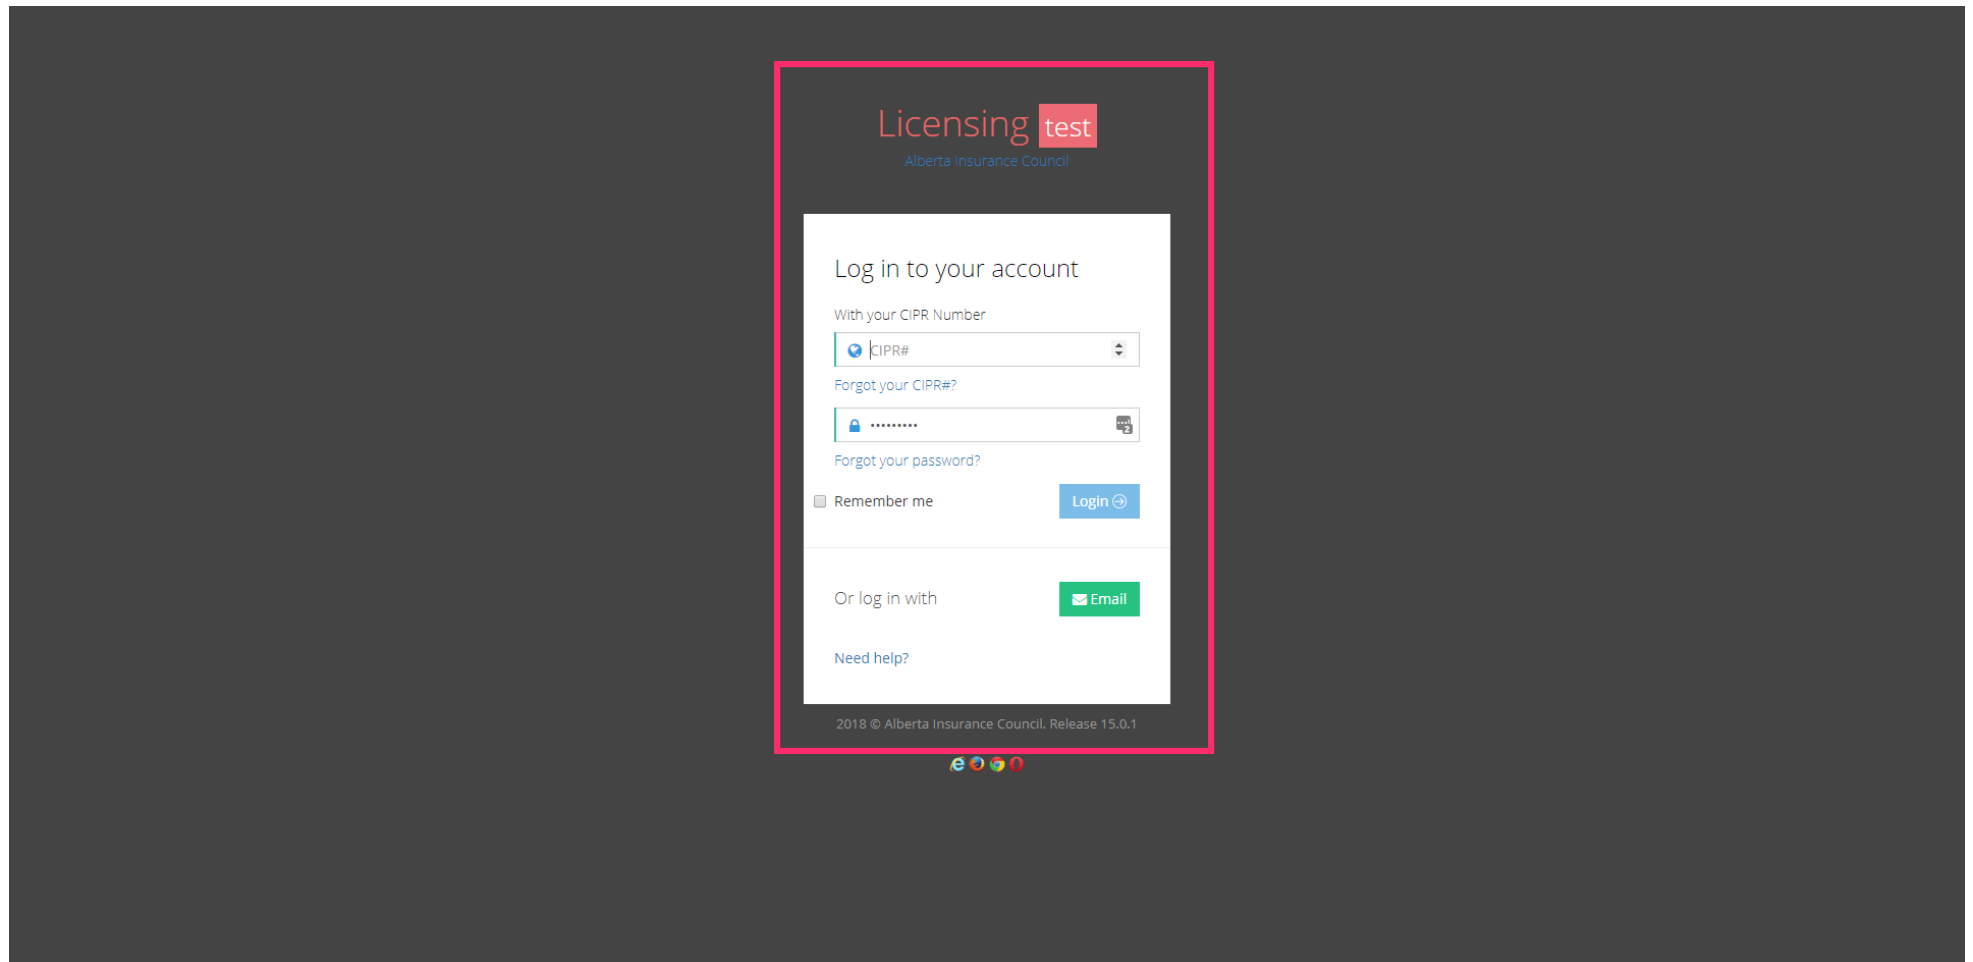 Licensing test
Alberta Insurance Council
Log in to your account
With your CIPR Number
CIPR#
Forgot your CIPR#?
•••••••••
Forgot your password?
Remember me
Login
Or log in with
Email
Need help?
2018 © Alberta Insurance Council. Release 15.0.1